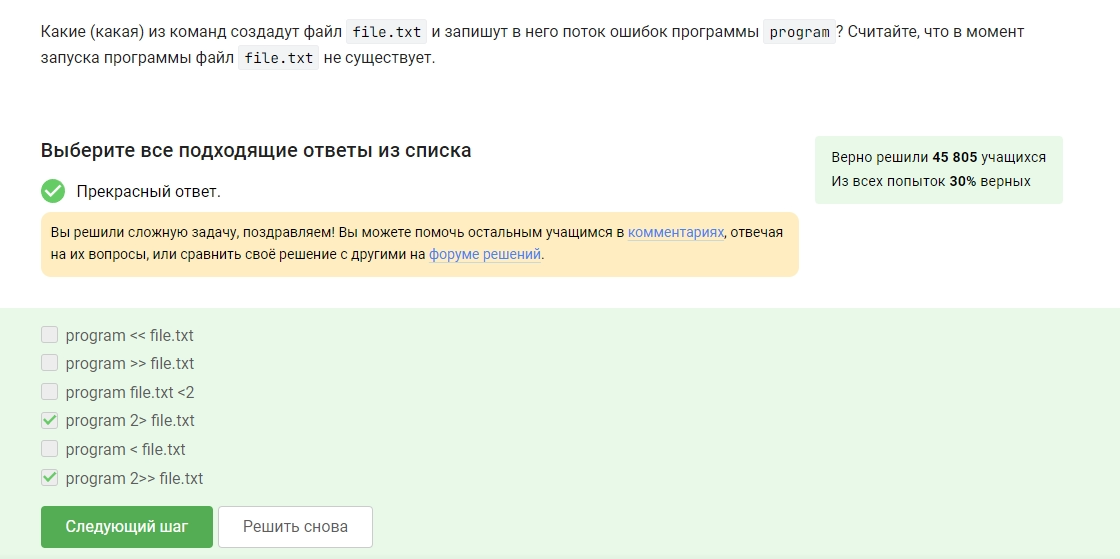 Какие (какая) из команд создадут файл file.txt и запишут в него поток ошибок программы program? Считайте, что в момент
запуска программы файл file.txt не существует.
Выберите все подходящие ответы из списка
Верно решили 45 805 учащихся
Из всех попыток 30% верных
Прекрасный ответ.
Вы решили сложную задачу, поздравляем! Вы можете помочь остальным учащимся в комментариях, отвечая
на их вопросы, или сравнить своё решение с другими на форуме решений.
program << file.txt
program >> file.txt
program file.txt <2
program 2> file.txt
program < file.txt
program 2>> file.txt
Следующий шаг
Решить снова